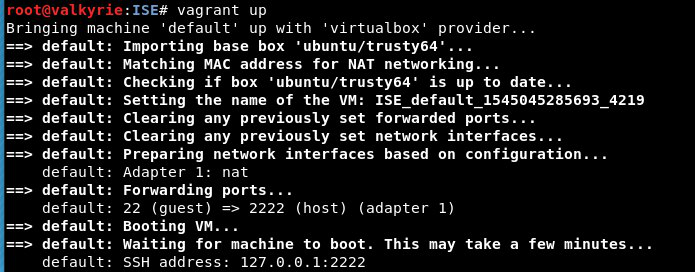 root@valkyrie:ISE# vagrant up
Bringing machine 'default' up with 'virtualbox' provider...
==> default: Importing base box 'ubuntu/trusty64'...
==> default: Matching MAC address for NAT networking...
==> default: Checking if box 'ubuntu/trusty64' is up to date...
==> default: Setting the name of the VM: ISE_default_1545045285693_4219
==> default: Clearing any previously set forwarded ports...
==> default: Clearing any previously set network interfaces...
==> default: Preparing network interfaces based on configuration...
    default: Adapter 1: nat
==> default: Forwarding ports...
    default: 22 (guest) => 2222 (host) (adapter 1)
==> default: Booting VM...
==> default: Waiting for machine to boot. This may take a few minutes...
    default: SSH address: 127.0.0.1:2222